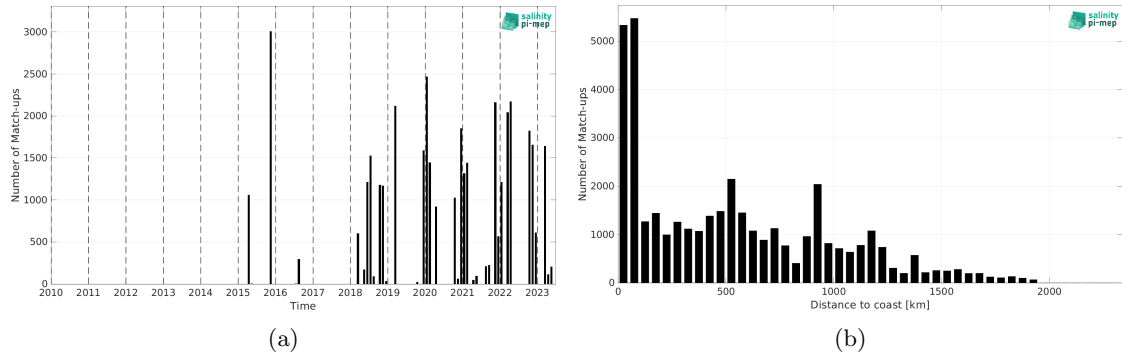 salinity
pi-mep
3000
2500
2000
1500
1000
500
0
Number of Match-ups
2010 2011 2012 2013 2014 2015 2016 2017 2018 2019 2020 2021 2022 2023
Time
(a)
salinity
pi-mep
5000
4000
3000
2000
1000
0
Number of Match-ups
0 500 1000 1500 2000
Distance to coast [km]
(b)